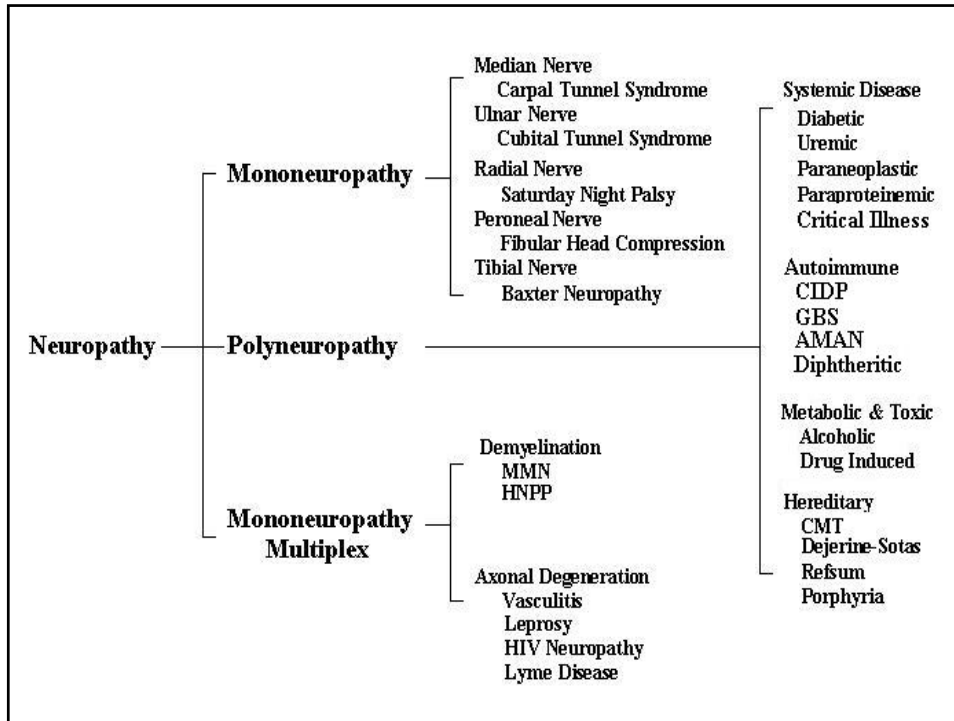 Neuropathy
Mononeuropathy
Median Nerve
Carpal Tunnel Syndrome
Ulnar Nerve
Cubital Tunnel Syndrome
Radial Nerve
Saturday Night Palsy
Peroneal Nerve
Fibular Head Compression
Tibial Nerve
Baxter Neuropathy
Polyneuropathy
Systemic Disease
Diabetic
Uremic
Paraneoplastic
Paraproteinemic
Critical Illness
Autoimmune
CIDP
GBS
AMAN
Diphtheritic
Metabolic & Toxic
Alcoholic
Drug Induced
Hereditary
CMT
Dejerine-Sotas
Refsum
Porphyria
Mononeuropathy
Multiplex
Demyelination
MMN
HNPP
Axonal Degeneration
Vasculitis
Leprosy
HIV Neuropathy
Lyme Disease